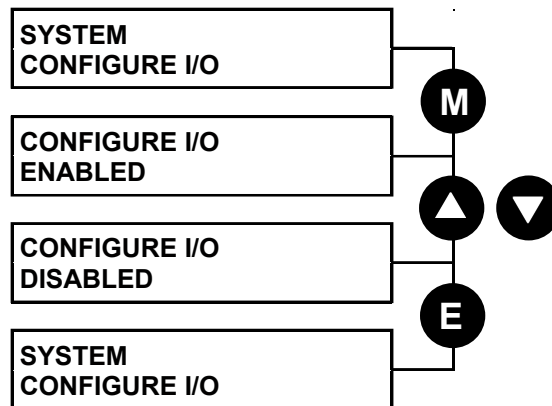 SYSTEM
CONFIGURE I/O
M
CONFIGURE I/O
ENABLED
CONFIGURE I/O
DISABLED
E
SYSTEM
CONFIGURE I/O